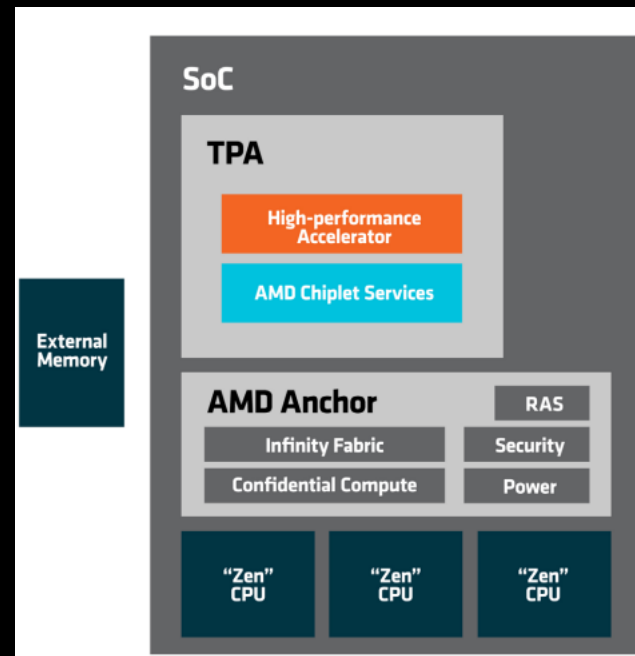 SoC
TPA
High-performance
Accelerator
AMD Chiplet Services
External
Memory
AMD Anchor
RAS
Infinity Fabric
Security
Confidential Compute
Power
“Zen”
CPU
“Zen”
CPU
“Zen”
CPU